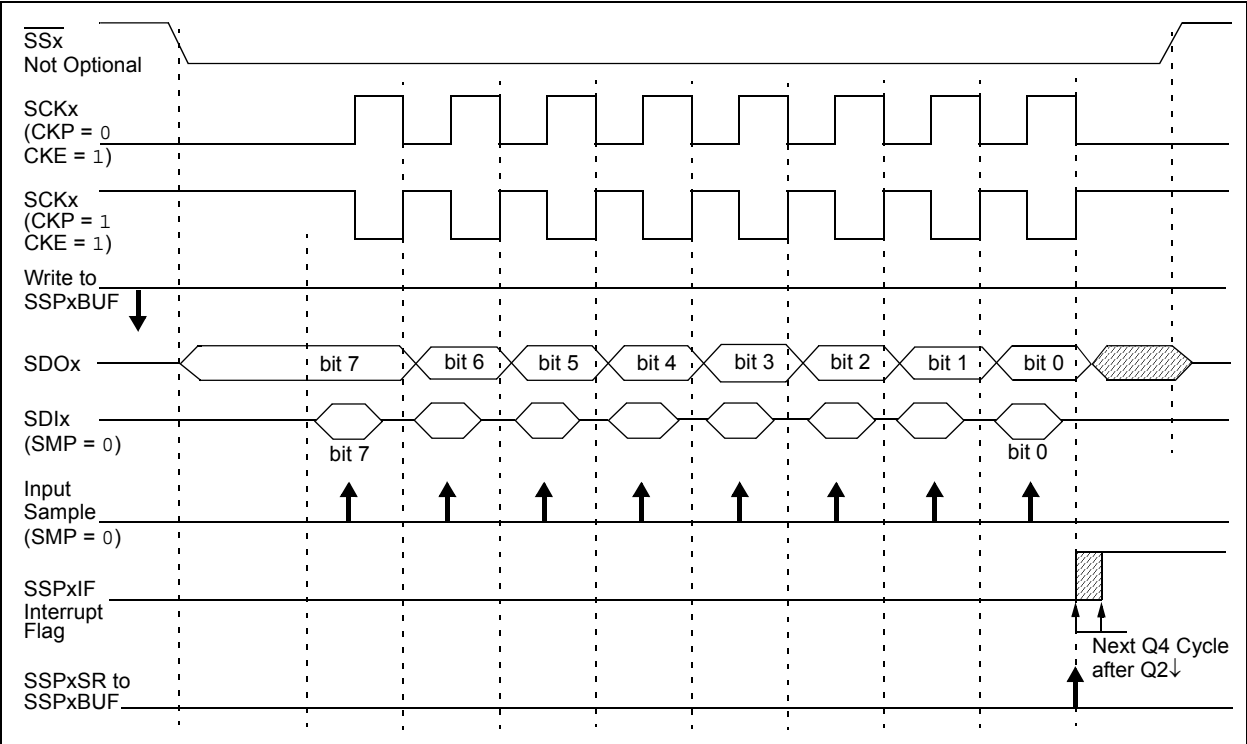 SSx
Not Optional
SCKx
(CKP = 0
CKE = 1)
SCKx
(CKP = 1
CKE = 1)
Write to
SSPxBUF
SDOx
bit 7
bit 6
bit 5
bit 4
bit 3
bit 2
bit 1
bit 0
SDIx
(SMP = 0)
bit 7
bit 0
Input
Sample
(SMP = 0)
SSPxIF
Interrupt
Flag
Next Q4 Cycle
after Q2↓
SSPxSR to
SSPxBUF